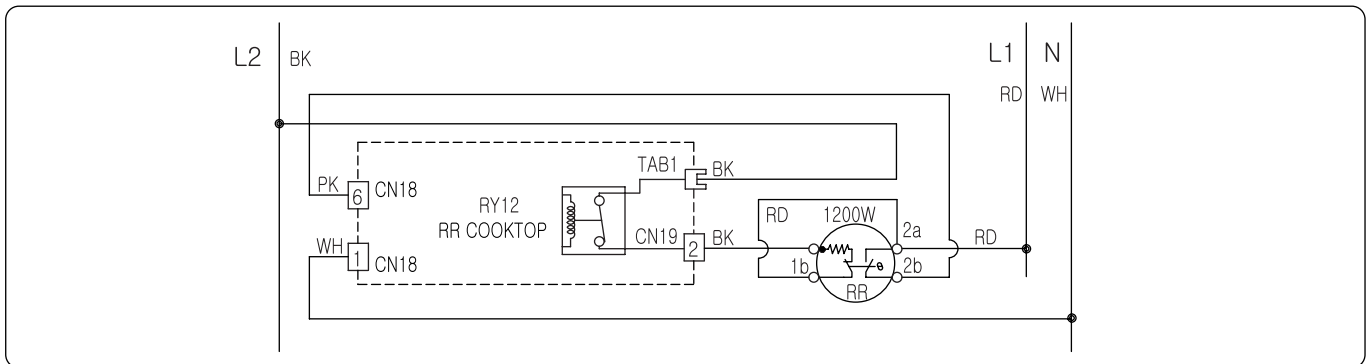 L2 BK
L1 N
RD WH
TAB1 BK
PK 6 CN18
RY12
RR COOKTOP
RD 1200W
CN19 2 BK
2a RD
WH 1 CN18
1b θ 2b
RR